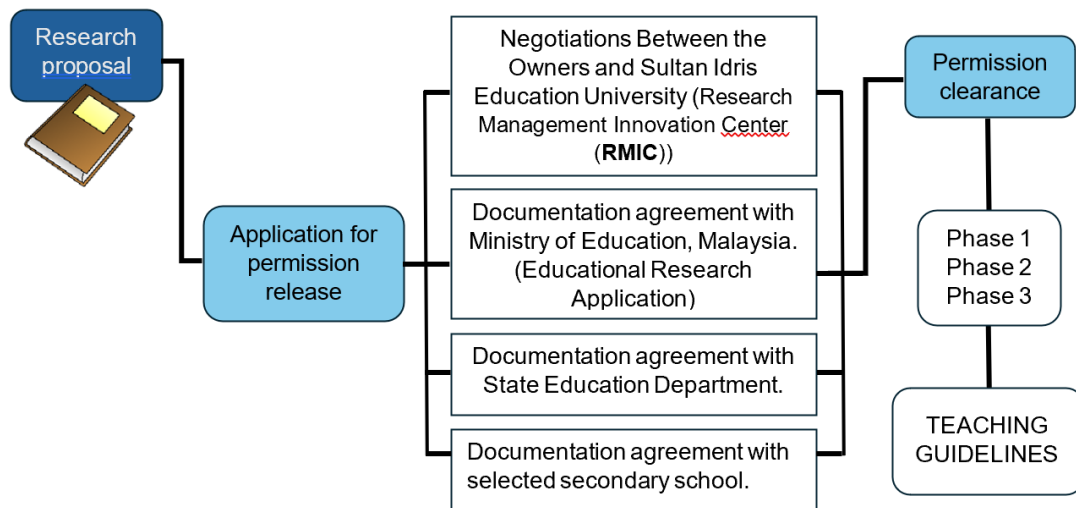 Research
proposal
Application for
permission
release
Negotiations Between the
Owners and Sultan Idris
Education University (Research
Management Innovation Center
(RMIC))
Documentation agreement with
Ministry of Education, Malaysia.
(Educational Research
Application)
Documentation agreement with
State Education Department.
Documentation agreement with
selected secondary school.
Permission
clearance
Phase 1
Phase 2
Phase 3
TEACHING
GUIDELINES